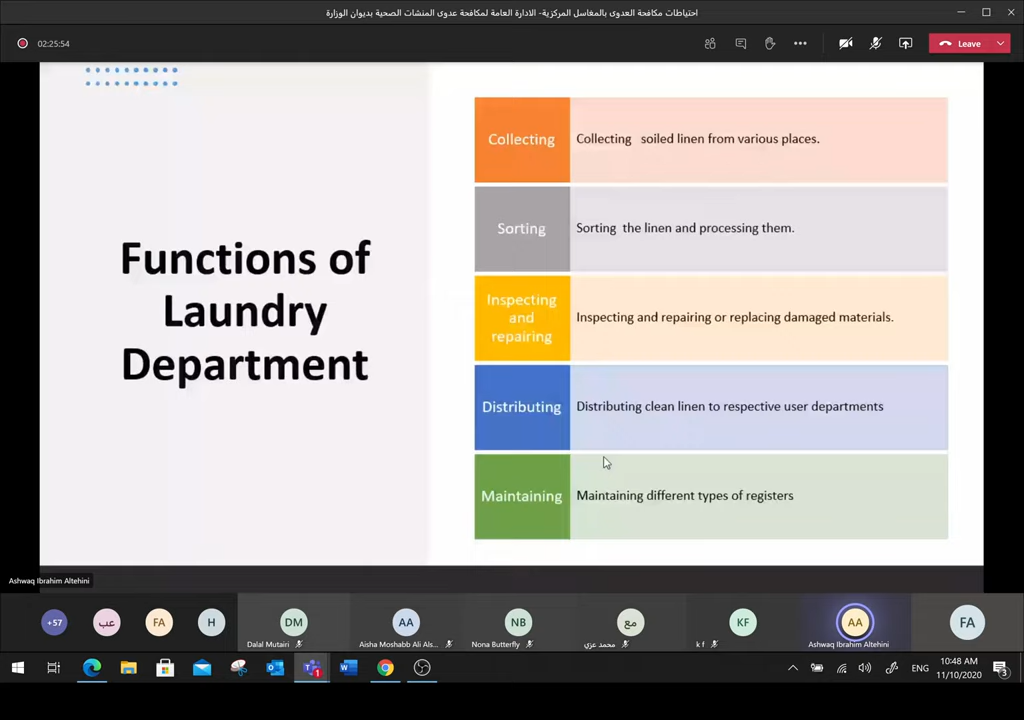 احتياطات مكافحة العدوى بالمغاسل المركزية- الادارة العامة لمكافحة عدوى المنشات الصحية بديوان الوزارة
02:25:54
Leave
Functions of
Laundry
Department
Collecting
Collecting soiled linen from various places.
Sorting
Sorting the linen and processing them.
Inspecting
and
repairing
Inspecting and repairing or replacing damaged materials.
Distributing
Distributing clean linen to respective user departments
Maintaining
Maintaining different types of registers
Ashwaq Ibrahim Altehini
+57
عب
FA
H
DM
Dalal Mutairi
AA
Aisha Moshabb Ali Als...
NB
Nona Butterfly
مع
محمد عزي
KF
k f
AA
Ashwaq Ibrahim Altehini
FA
1
ENG
10:48 AM
11/10/2020
3